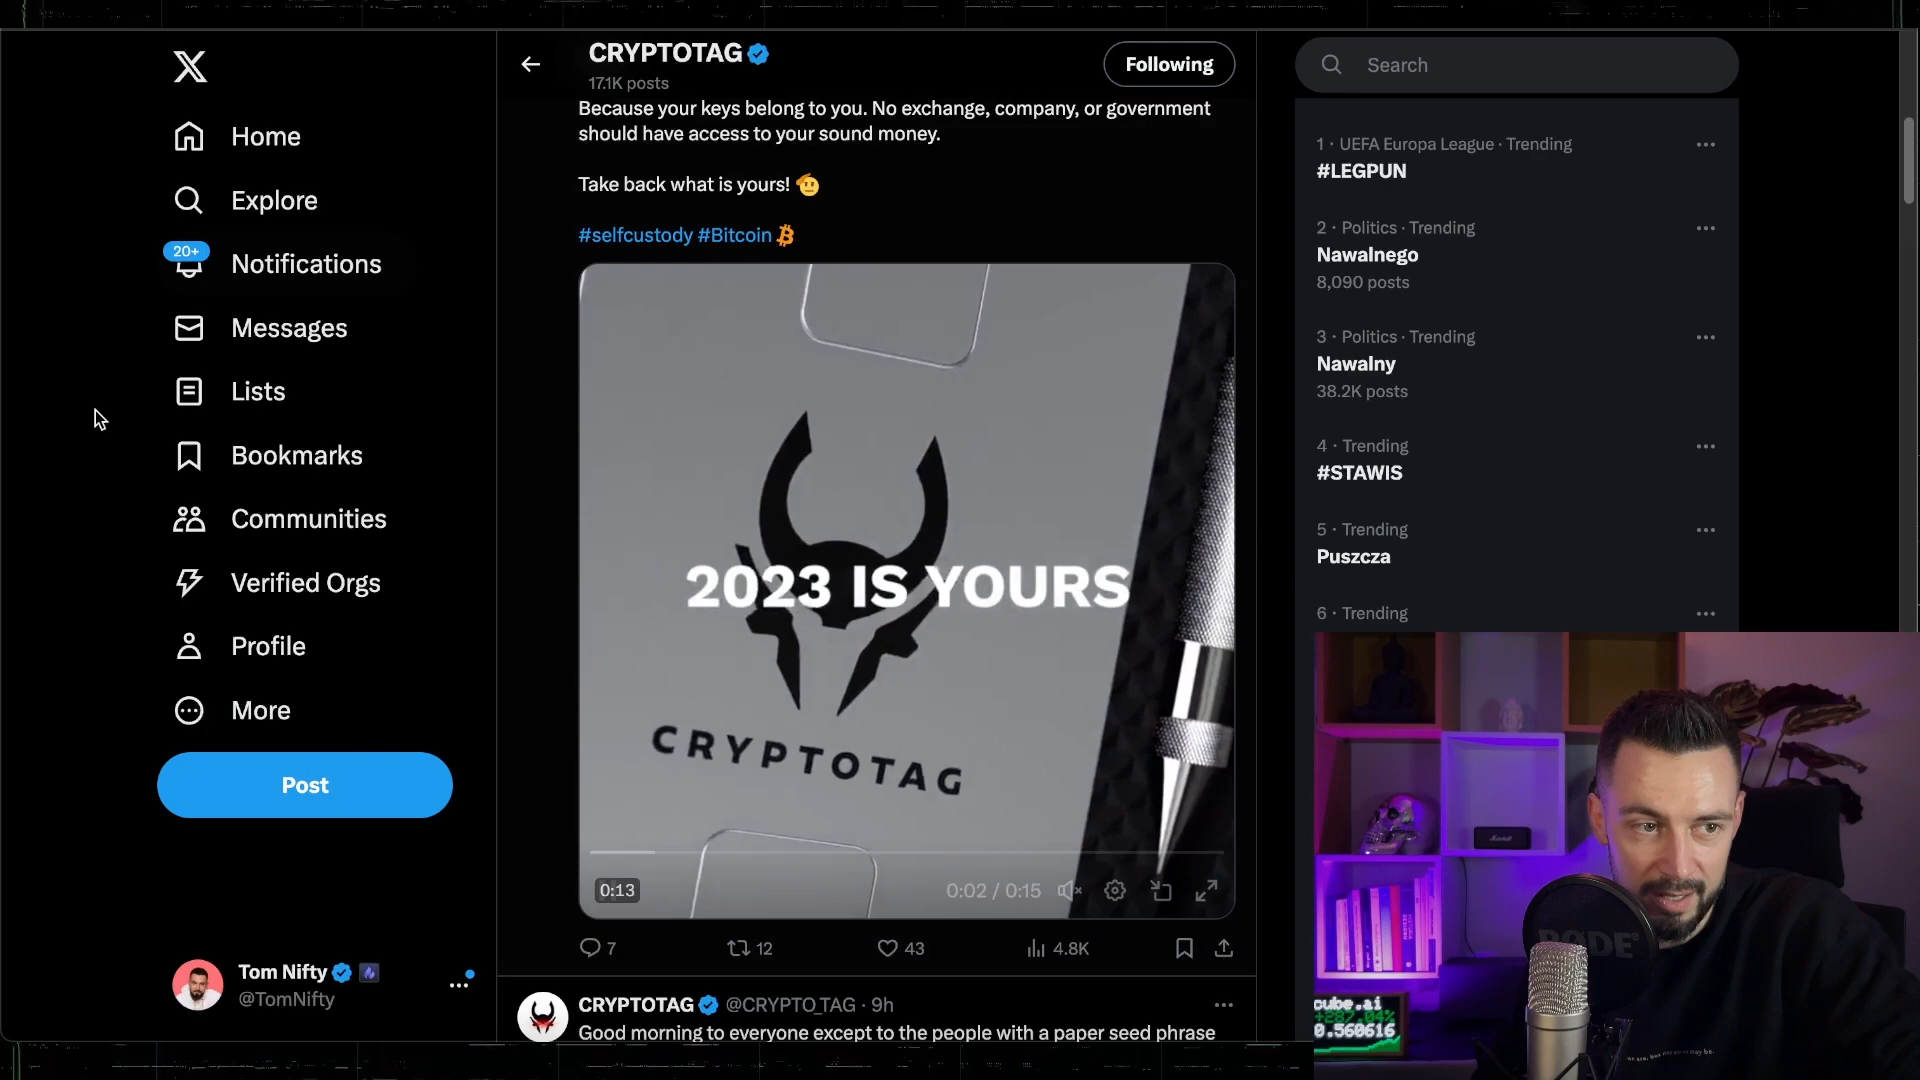 Home
Explore
20+
Notifications
Messages
Lists
Bookmarks
Communities
Verified Orgs
Profile
More
Post
Tom Nifty
@TomNifty
CRYPTOTAG
17.1K posts
Following
Because your keys belong to you. No exchange, company, or government
should have access to your sound money.
Take back what is yours!
#selfcustody #Bitcoin
2023 IS YOURS
CRYPTOTAG
0:13
0:02 / 0:15
7
12
43
4.8K
CRYPTOTAG @CRYPTO_TAG · 9h
Good morning to everyone except to the people with a paper seed phrase
Search
1 · UEFA Europa League · Trending
#LEGPUN
2 · Politics · Trending
Nawalnego
8,090 posts
3 · Politics · Trending
Nawalny
38.2K posts
4 · Trending
#STAWIS
5 · Trending
Puszcza
6 · Trending
Marshall
RØDE
cube.ai
+287.04%
0.560616